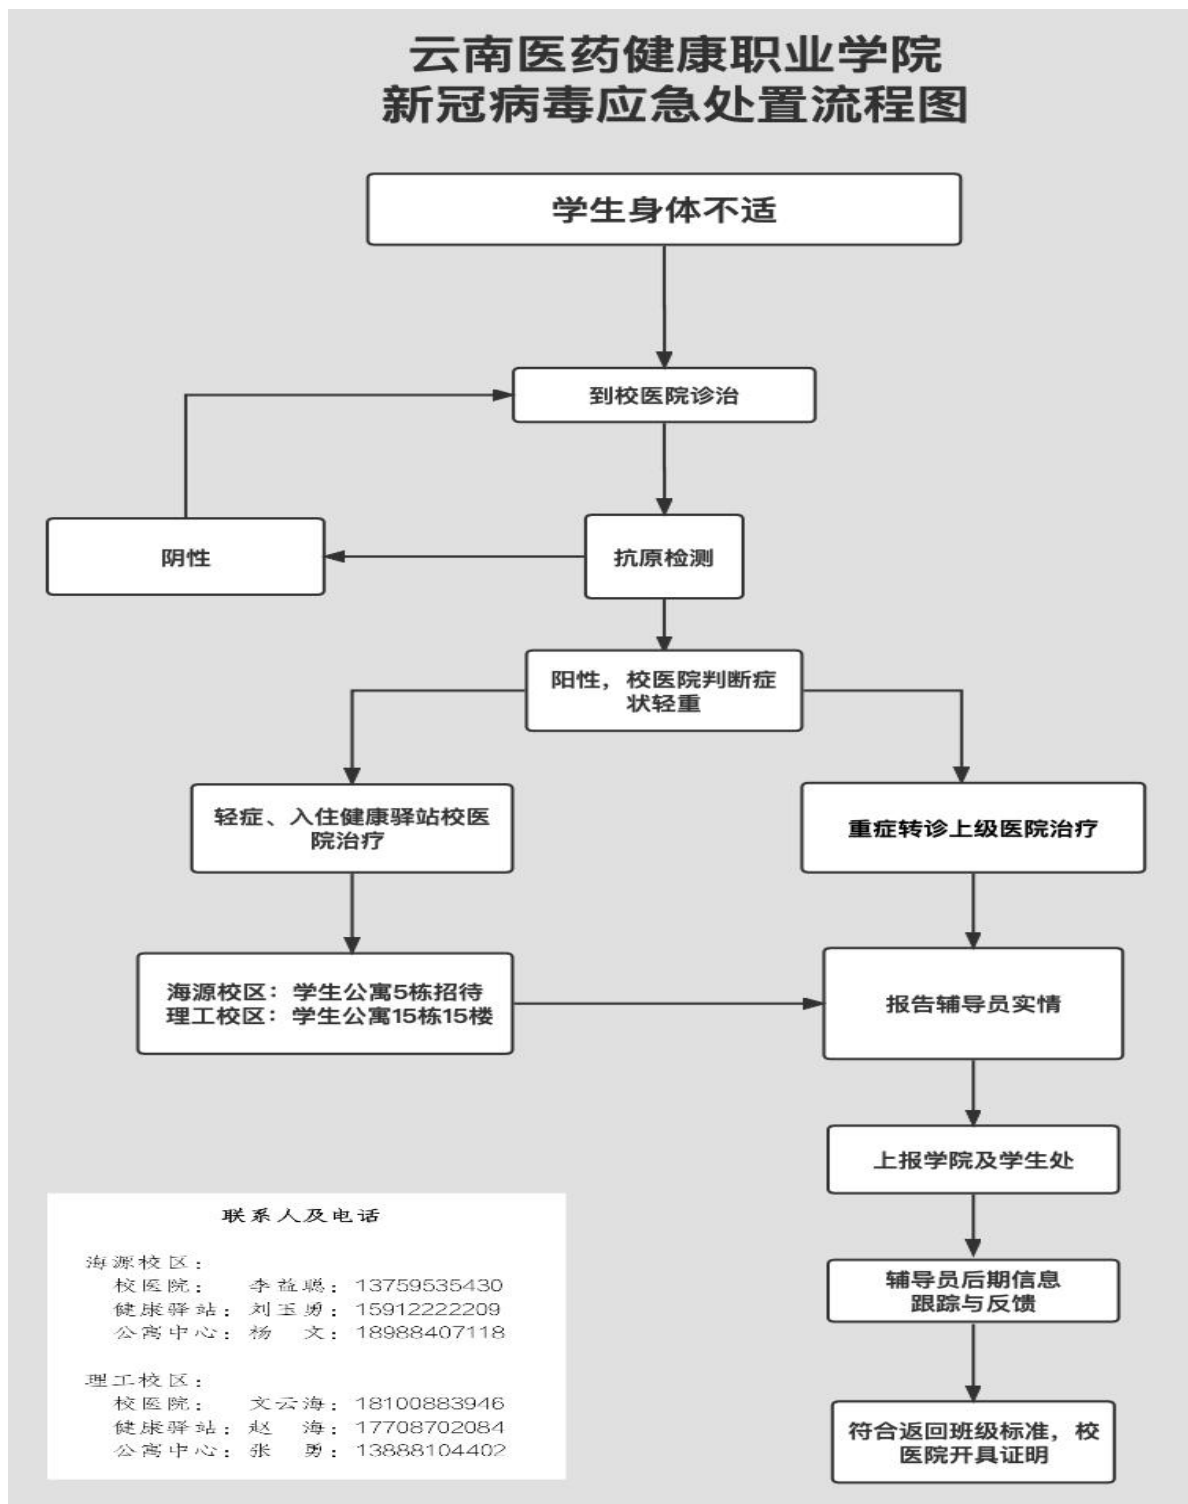 云南医药健康职业学院
新冠病毒应急处置流程图
学生身体不适
到校医院诊治
阴性
抗原检测
阳性，校医院判断症
状轻重
轻症、入住健康驿站校医
院治疗
重症转诊上级医院治疗
海源校区：学生公寓5栋招待
理工校区：学生公寓15栋15楼
报告辅导员实情
上报学院及学生处
辅导员后期信息
跟踪与反馈
符合返回班级标准，校
医院开具证明
联系人及电话
海源校区：
校医院： 李益聪：13759535430
健康驿站：刘玉勇：15912222209
公寓中心：杨 文：18988407118
理工校区：
校医院： 文云海：18100883946
健康驿站：赵 海：17708702084
公寓中心：张 勇：13888104402